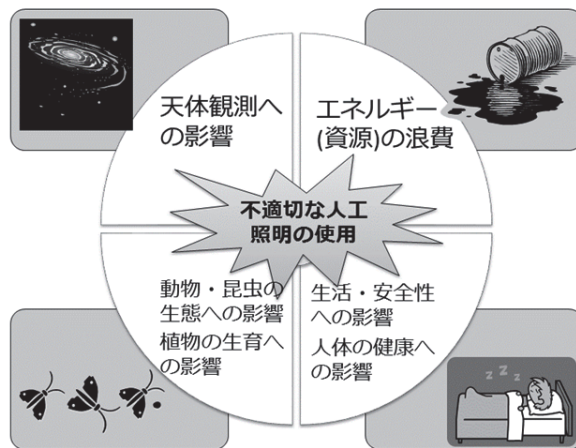 天体観測へ
の影響
エネルギー
(資源)の浪費
不適切な人工
照明の使用
動物・昆虫の
生態への影響
植物の生育へ
の影響
生活・安全性
への影響
人体の健康へ
の影響
z z z